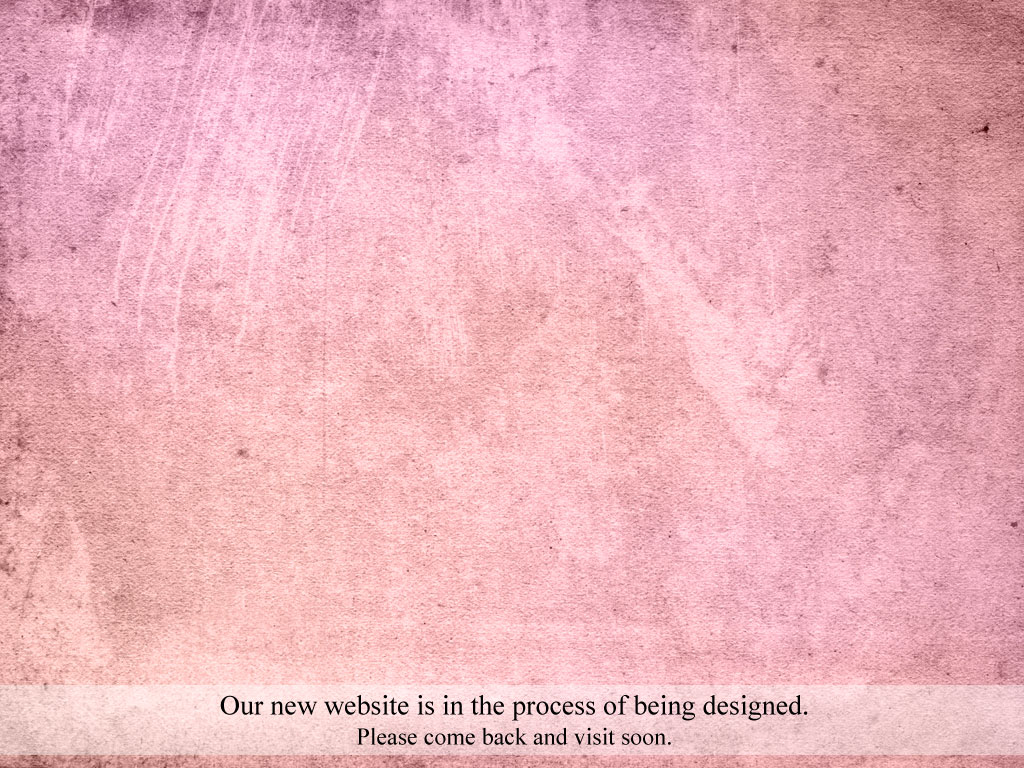 Our new website is in the process of being designed.
Please come back and visit soon.